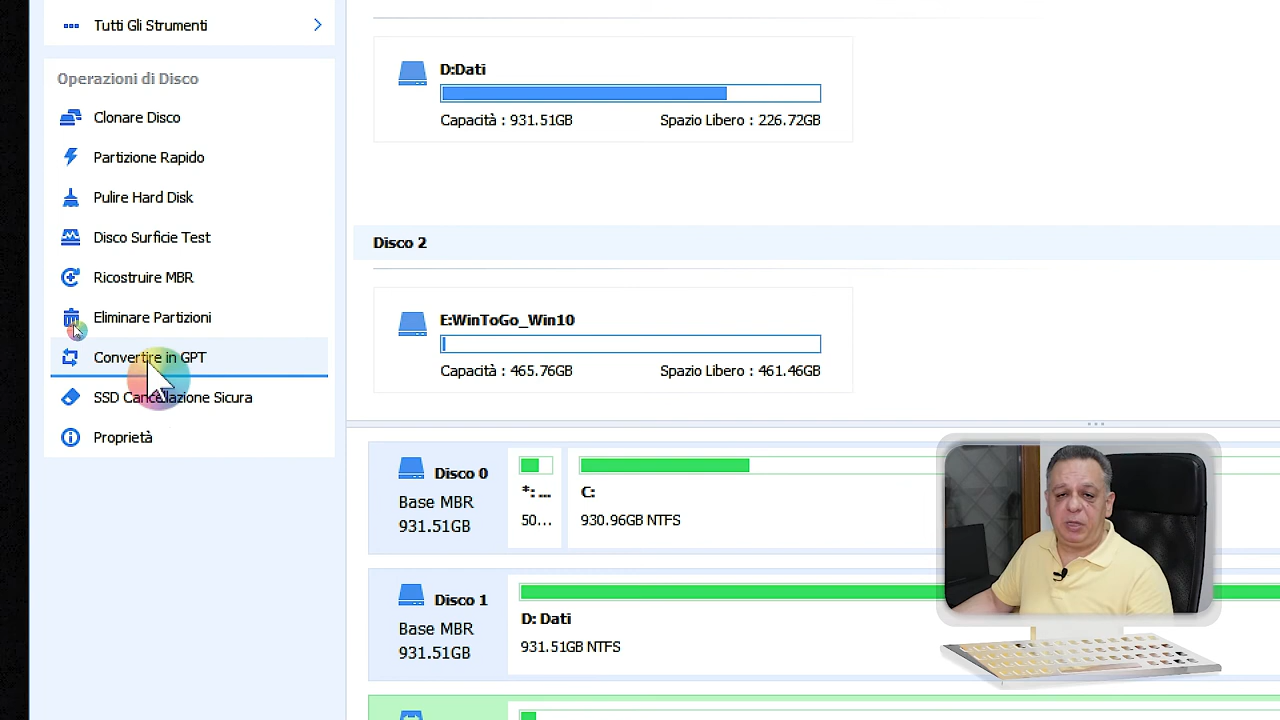 Tutti Gli Strumenti
Operazioni di Disco
Clonare Disco
Partizione Rapido
Pulire Hard Disk
Disco Surficie Test
Ricostruire MBR
Eliminare Partizioni
Convertire in GPT
SSD Cancellazione Sicura
Proprietà
D:Dati
Capacità : 931.51GB Spazio Libero : 226.72GB
Disco 2
E:WinToGo_Win10
Capacità : 465.76GB Spazio Libero : 461.46GB
Disco 0
Base MBR
931.51GB
*: ...
50...
C:
930.96GB NTFS
Disco 1
Base MBR
931.51GB
D: Dati
931.51GB NTFS